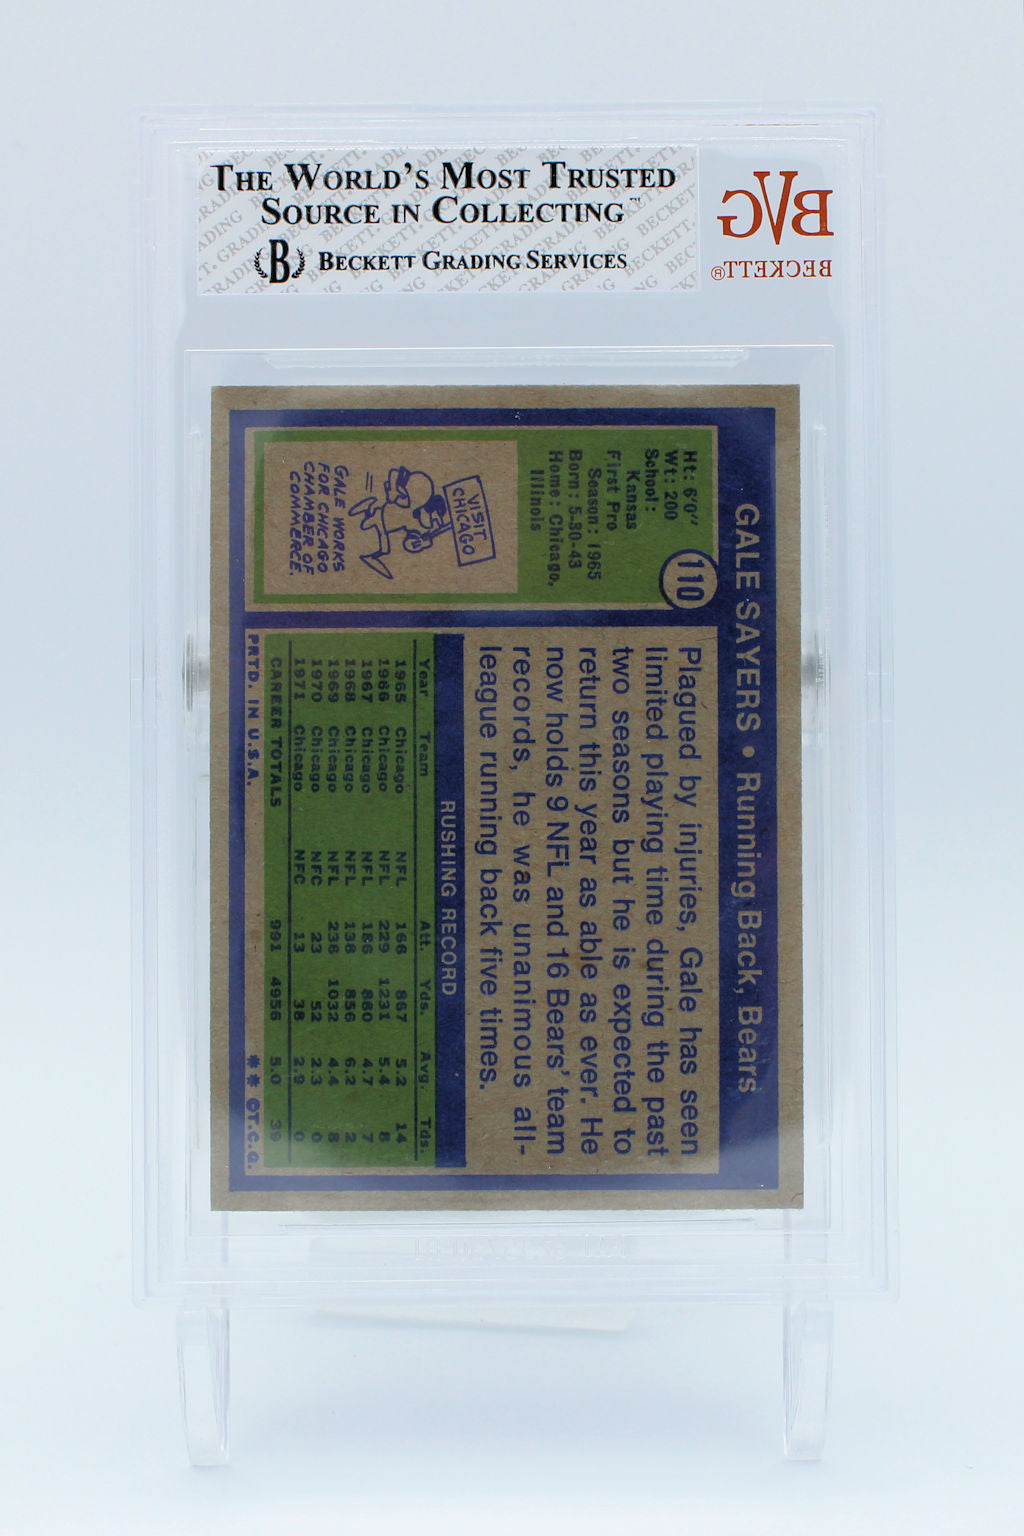 THE WORLD'S MOST TRUSTED
SOURCE IN COLLECTING™
B BECKETT GRADING SERVICES
BVG
BECKETT®
GALE SAYERS • Running Back, Bears
110
Ht: 6'0"
Wt: 200
School:
Kansas
First Pro
Season: 1965
Born: 5-30-43
Home: Chicago,
Illinois
VISIT
CHICAGO
GALE WORKS
FOR CHICAGO
CHAMBER OF
COMMERCE.
Plagued by injuries, Gale has seen
limited playing time during the past
two seasons but he is expected to
return this year as able as ever. He
now holds 9 NFL and 16 Bears' team
records, he was unanimous all-
league running back five times.
RUSHING RECORD
Year Team Att. Yds. Avg. Tds.
1965 Chicago NFL 166 867 5.2 14
1966 Chicago NFL 229 1231 5.4 8
1967 Chicago NFL 186 880 4.7 7
1968 Chicago NFL 138 856 6.2 2
1969 Chicago NFL 236 1032 4.4 8
1970 Chicago NFC 23 52 2.3 0
1971 Chicago NFC 13 38 2.9 0
CAREER TOTALS 991 4956 5.0 39
PRTD. IN U.S.A. ** ©T.C.G.